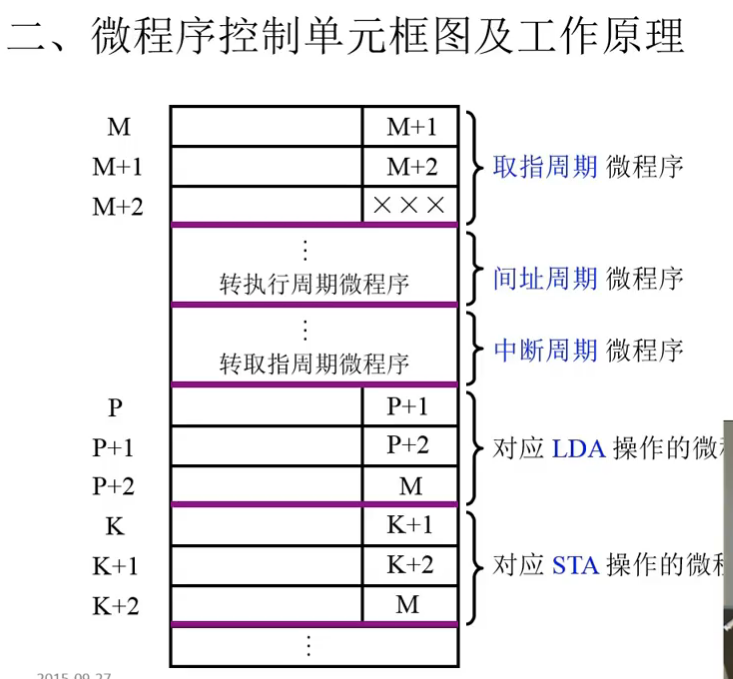 二、微程序控制单元框图及工作原理
M M+1
M+1 M+2 取指周期 微程序
M+2 ×××
⋮
转执行周期微程序 间址周期 微程序
⋮
转取指周期微程序 中断周期 微程序
P P+1
P+1 P+2 对应 LDA 操作的微
P+2 M
K K+1
K+1 K+2 对应 STA 操作的微
K+2 M
⋮
2015-09-27